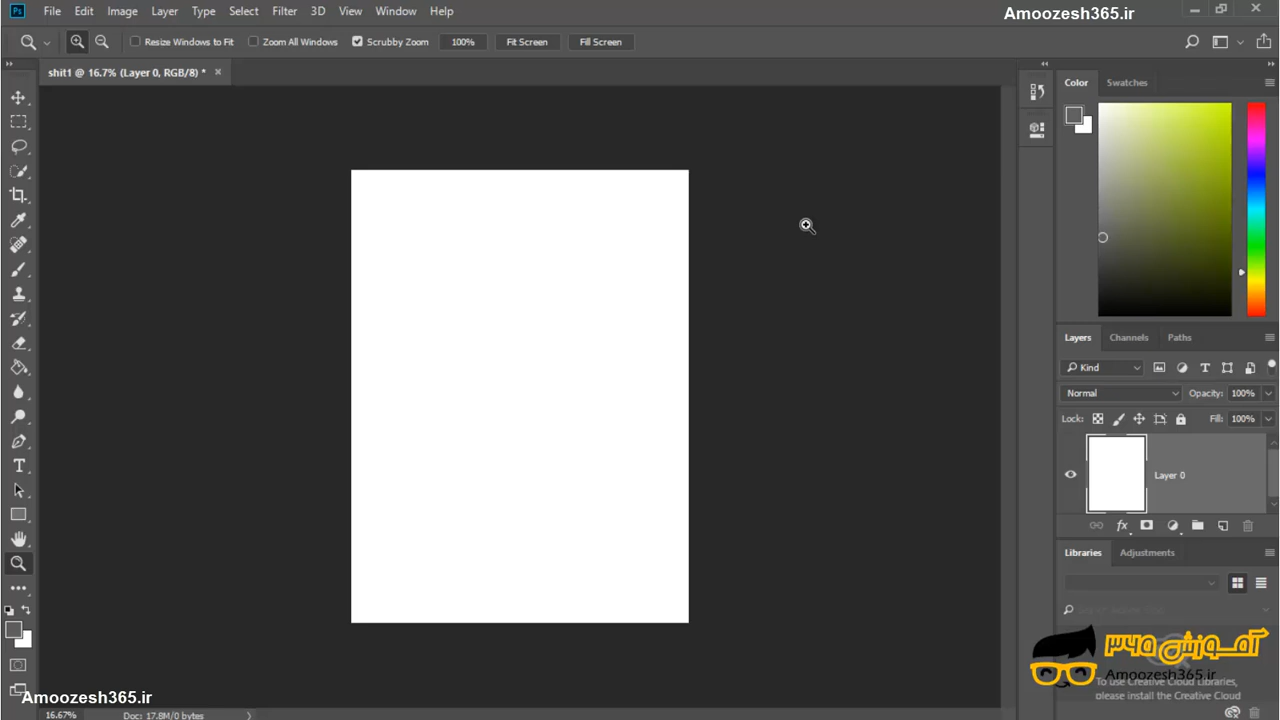 Ps File Edit Image Layer Type Select Filter 3D View Window Help
Amoozesh365.ir
Resize Windows to Fit Zoom All Windows Scrubby Zoom 100% Fit Screen Fill Screen
shit1 @ 16.7% (Layer 0, RGB/8) * ×
Color Swatches
Layers Channels Paths
Kind
Normal Opacity: 100%
Lock: Fill: 100%
Layer 0
fx
Libraries Adjustments
آموزش ۳۶۵
Amoozesh365.ir
To use Creative Cloud Libraries,
please install the Creative Cloud
Amoozesh365.ir
16.67% Doc: 17.8M/0 bytes